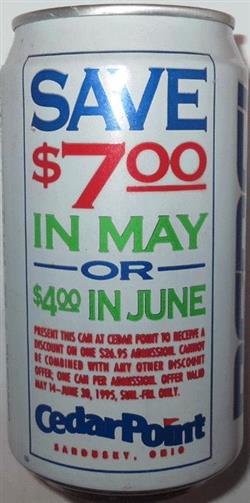 SAVE
$7.00
IN MAY
OR
$4.00 IN JUNE
PRESENT THIS CAN AT CEDAR POINT TO RECEIVE A
DISCOUNT ON ONE $26.95 ADMISSION. CANNOT
BE COMBINED WITH ANY OTHER DISCOUNT
OFFER; ONE CAN PER ADMISSION. OFFER VALID
MAY 14-JUNE 30, 1995, SUN.-FRI. ONLY.
CedarPoint
SANDUSKY, OHIO